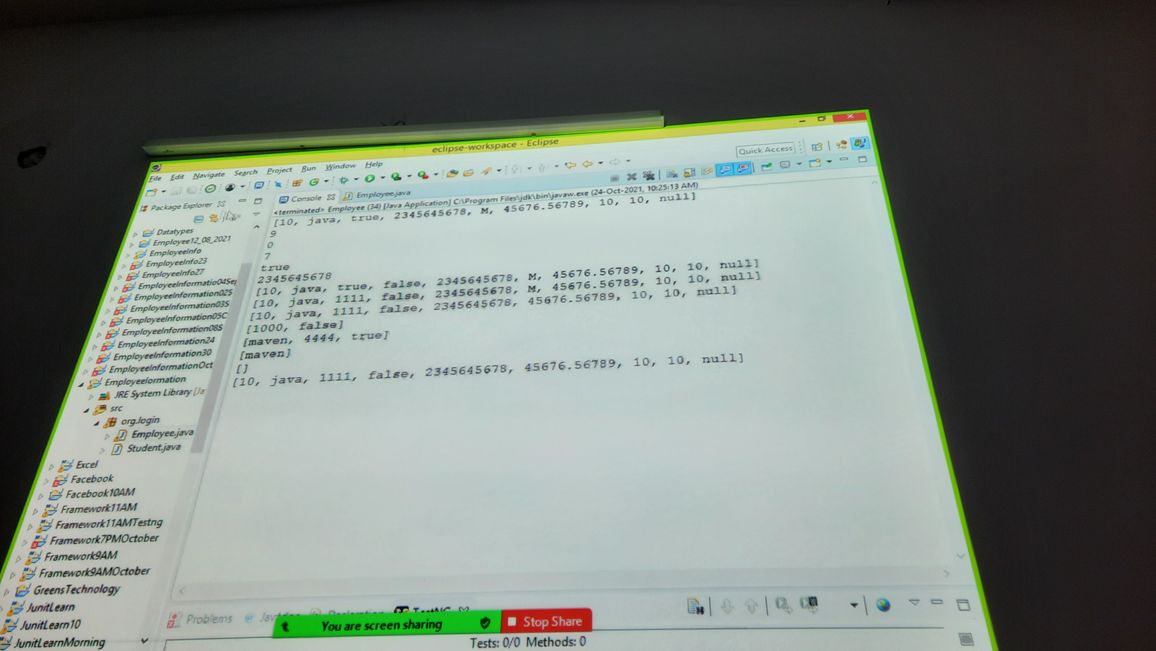 eclipse-workspace - Eclipse
File Edit Navigate Search Project Run Window Help
Quick Access
Package Explorer
Console
Employee.java
<terminated> Employee (34) [Java Application] C:\Program Files\jdk\bin\javaw.exe (24-Oct-2021, 10:25:13 AM)
[10, java, true, 2345645678, M, 45676.56789, 10, 10, null]
9
0
7
true
2345645678
[10, java, true, false, 2345645678, M, 45676.56789, 10, 10, null]
[10, java, 1111, false, 2345645678, M, 45676.56789, 10, 10, null]
[10, java, 1111, false, 2345645678, 45676.56789, 10, 10, null]
[1000, false]
[maven, 4444, true]
[maven]
[]
[10, java, 1111, false, 2345645678, 45676.56789, 10, 10, null]
Datatypes
Employee12_08_2021
EmployeeInfo
EmployeeInfo23
EmployeeInfo27
EmployeeInformatio04Sep
EmployeeInformation02S
EmployeeInformation03S
EmployeeInformation05C
EmployeeInformation08S
EmployeeInformation24
EmployeeInformation30
EmployeeInformationOct
EmployeeIormation
JRE System Library [Ja
src
org.login
Employee.java
Student.java
Excel
Facebook
Facebook10AM
Framework11AM
Framework11AMTestng
Framework7PMOctober
Framework9AM
Framework9AMOctober
GreensTechnology
JunitLearn
JunitLearn10
JunitLearnMorning
Problems
You are screen sharing
Stop Share
Tests: 0/0 Methods: 0